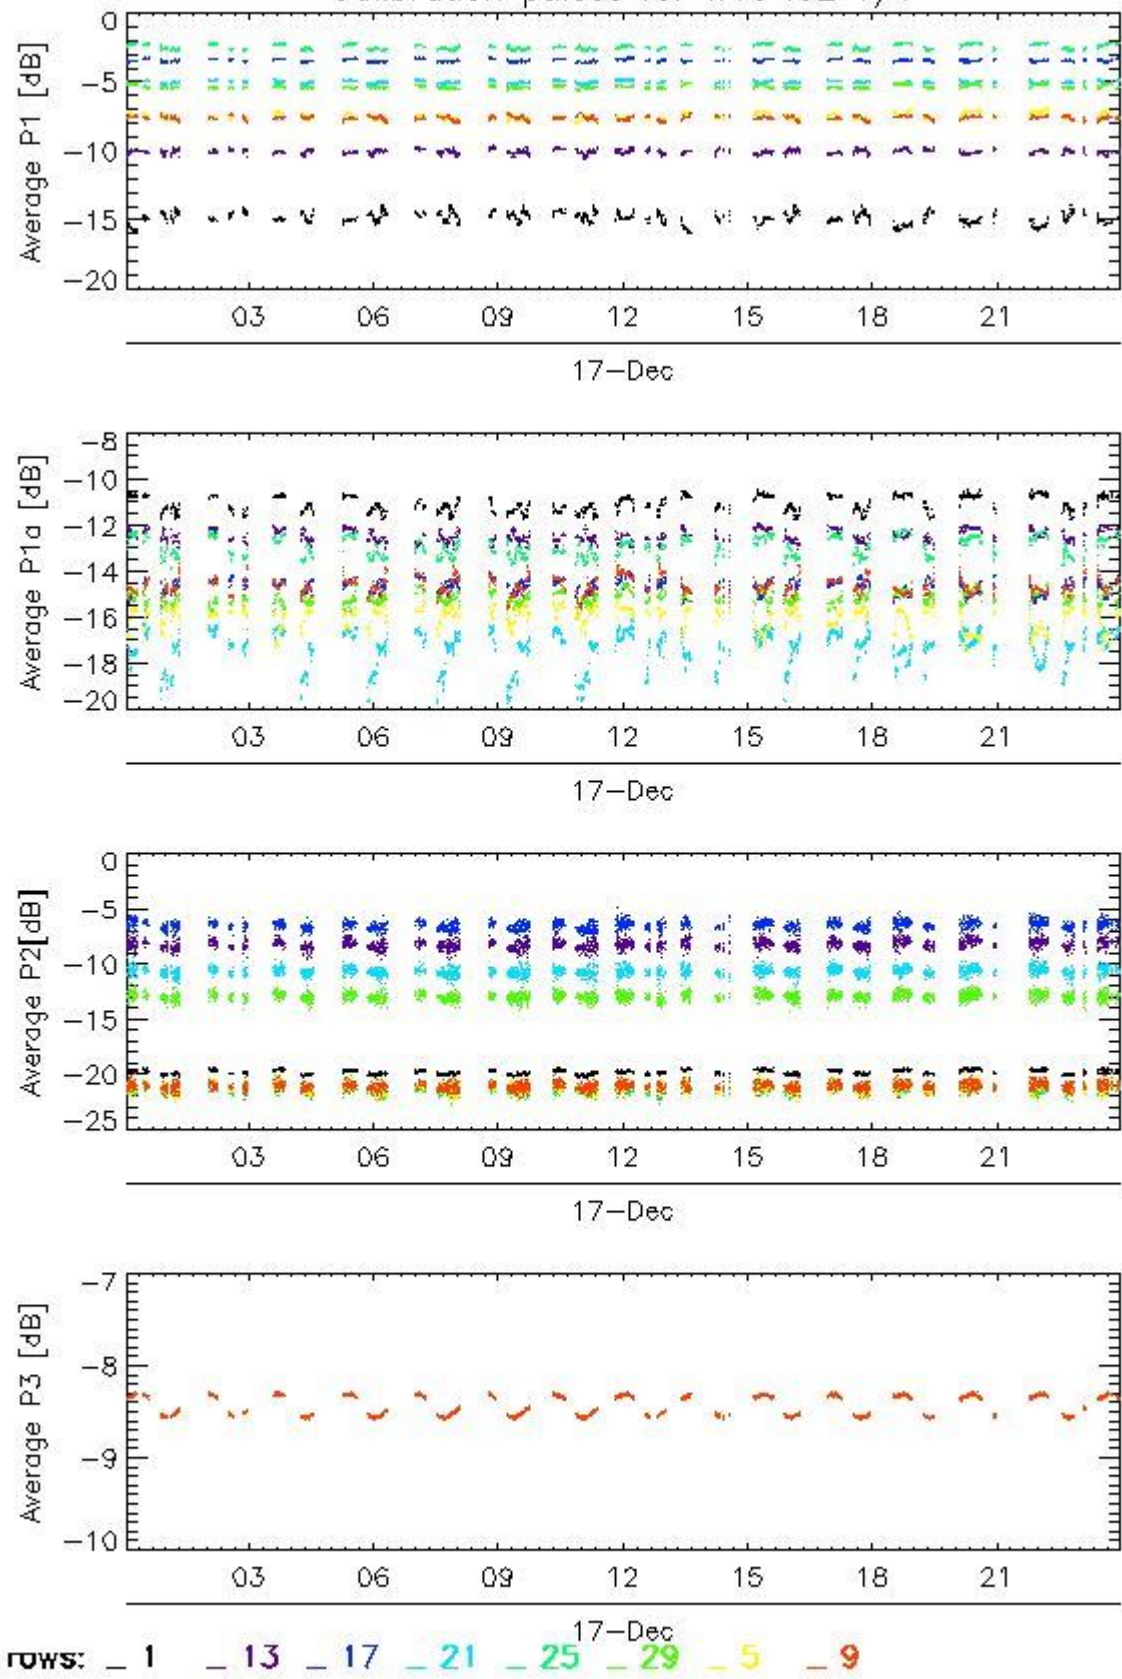 0
−5
−10
−15
−20
Average P1 [dB]
03 06 09 12 15 18 21
17−Dec
−8
−10
−12
−14
−16
−18
−20
Average P1a [dB]
03 06 09 12 15 18 21
17−Dec
0
−5
−10
−15
−20
−25
Average P2[dB]
03 06 09 12 15 18 21
17−Dec
−7
−8
−9
−10
Average P3 [dB]
03 06 09 12 15 18 21
17−Dec
rows: _ 1 _ 13 _ 17 _ 21 _ 25 _ 29 _ 5 _ 9